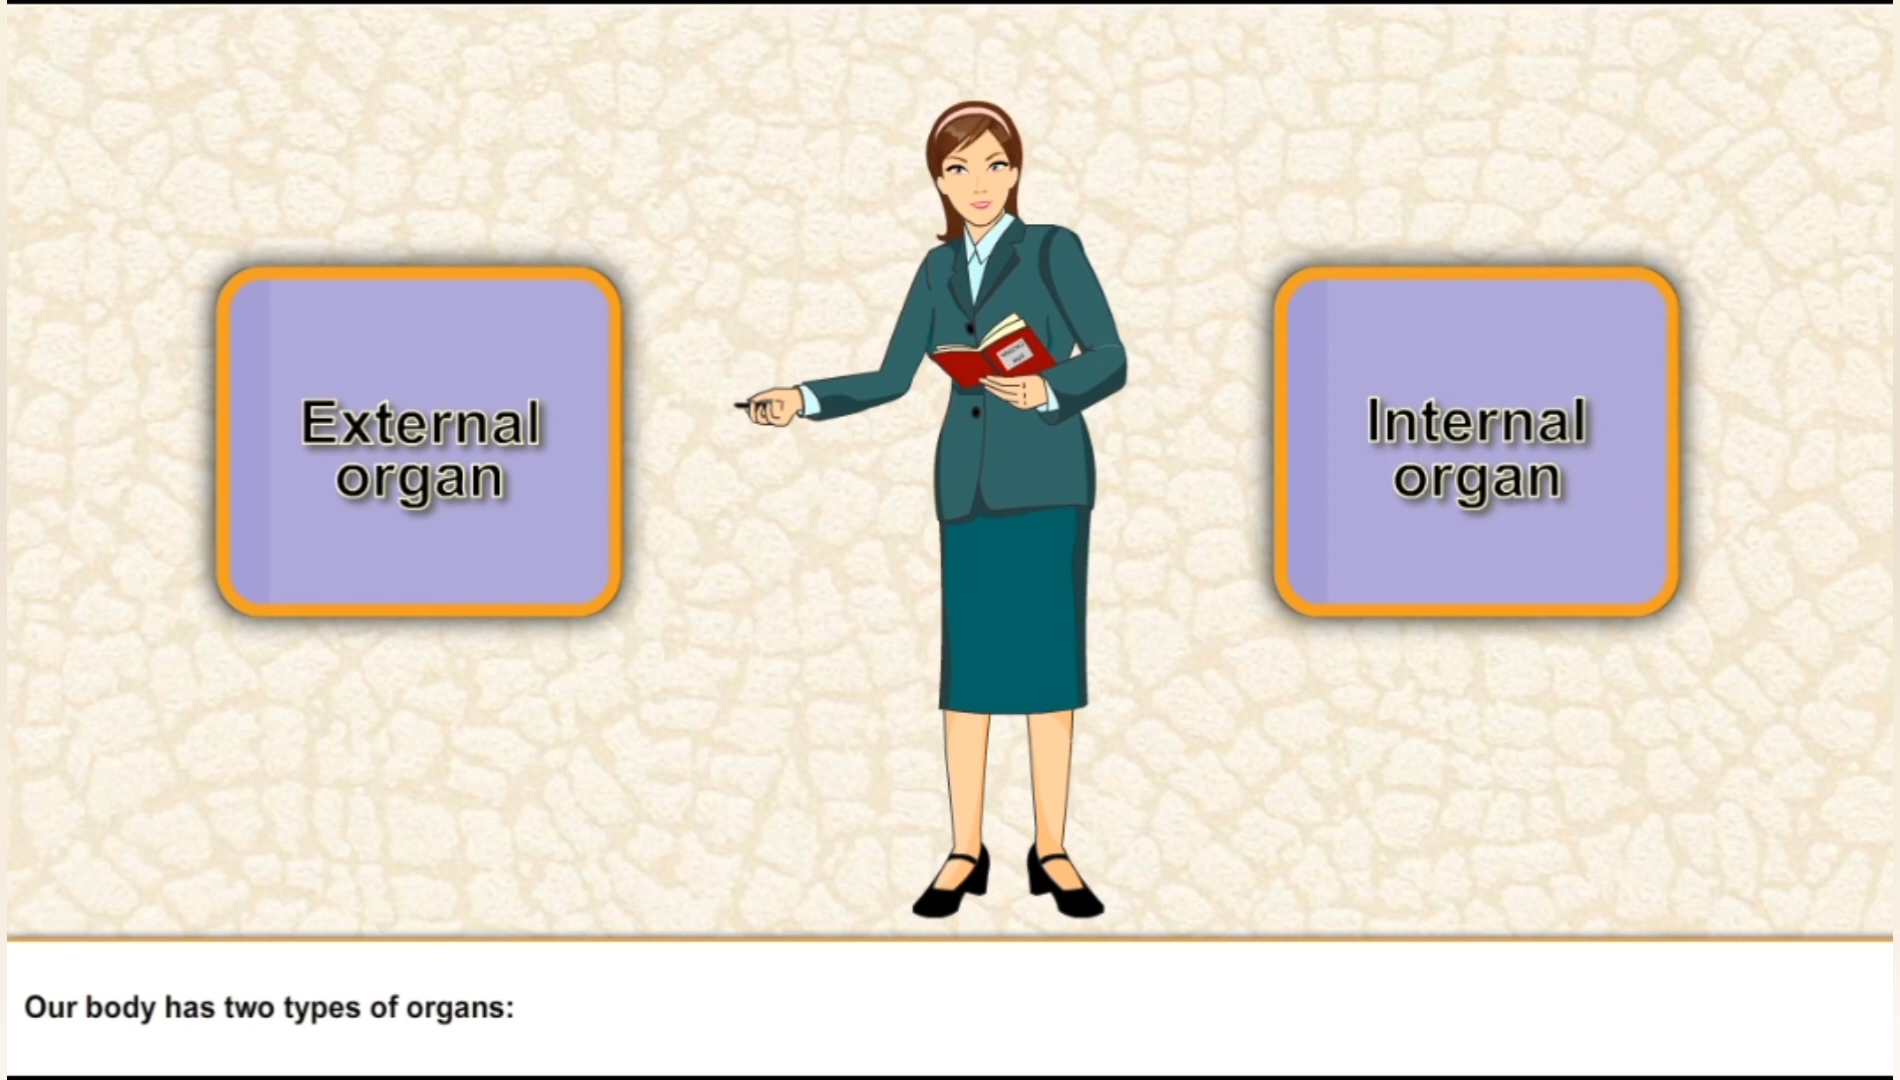 External
organ
Internal
organ
Our body has two types of organs: